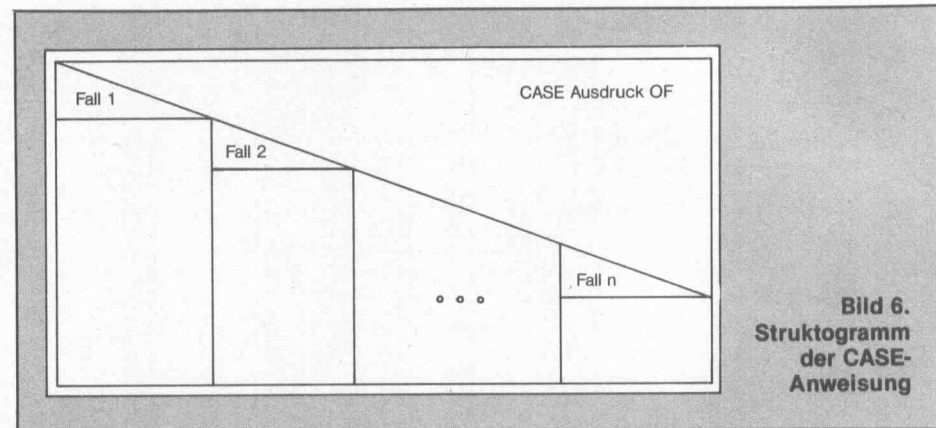 CASE Ausdruck OF
Fall 1
Fall 2
Fall n
Bild 6.
Struktogramm
der CASE-
Anweisung